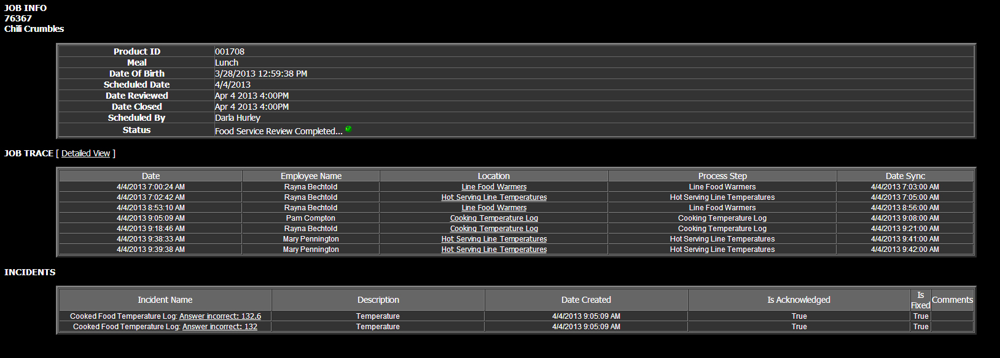 JOB INFO
76367
Chili Crumbles
Product ID 001708
Meal Lunch
Date Of Birth 3/28/2013 12:59:38 PM
Scheduled Date 4/4/2013
Date Reviewed Apr 4 2013 4:00PM
Date Closed Apr 4 2013 4:00PM
Scheduled By Darla Hurley
Status Food Service Review Completed...
JOB TRACE [ Detailed View ]
Date Employee Name Location Process Step Date Sync
4/4/2013 7:00:24 AM Rayna Bechtold Line Food Warmers Line Food Warmers 4/4/2013 7:03:00 AM
4/4/2013 7:02:42 AM Rayna Bechtold Hot Serving Line Temperatures Hot Serving Line Temperatures 4/4/2013 7:05:00 AM
4/4/2013 8:53:10 AM Rayna Bechtold Line Food Warmers Line Food Warmers 4/4/2013 8:56:00 AM
4/4/2013 9:05:09 AM Pam Compton Cooking Temperature Log Cooking Temperature Log 4/4/2013 9:08:00 AM
4/4/2013 9:18:46 AM Rayna Bechtold Cooking Temperature Log Cooking Temperature Log 4/4/2013 9:21:00 AM
4/4/2013 9:38:33 AM Mary Pennington Hot Serving Line Temperatures Hot Serving Line Temperatures 4/4/2013 9:41:00 AM
4/4/2013 9:39:38 AM Mary Pennington Hot Serving Line Temperatures Hot Serving Line Temperatures 4/4/2013 9:42:00 AM
INCIDENTS
Incident Name Description Date Created Is Acknowledged Is Fixed Comments
Cooked Food Temperature Log: Answer incorrect: 132.6 Temperature 4/4/2013 9:05:09 AM True True
Cooked Food Temperature Log: Answer incorrect: 132 Temperature 4/4/2013 9:05:09 AM True True